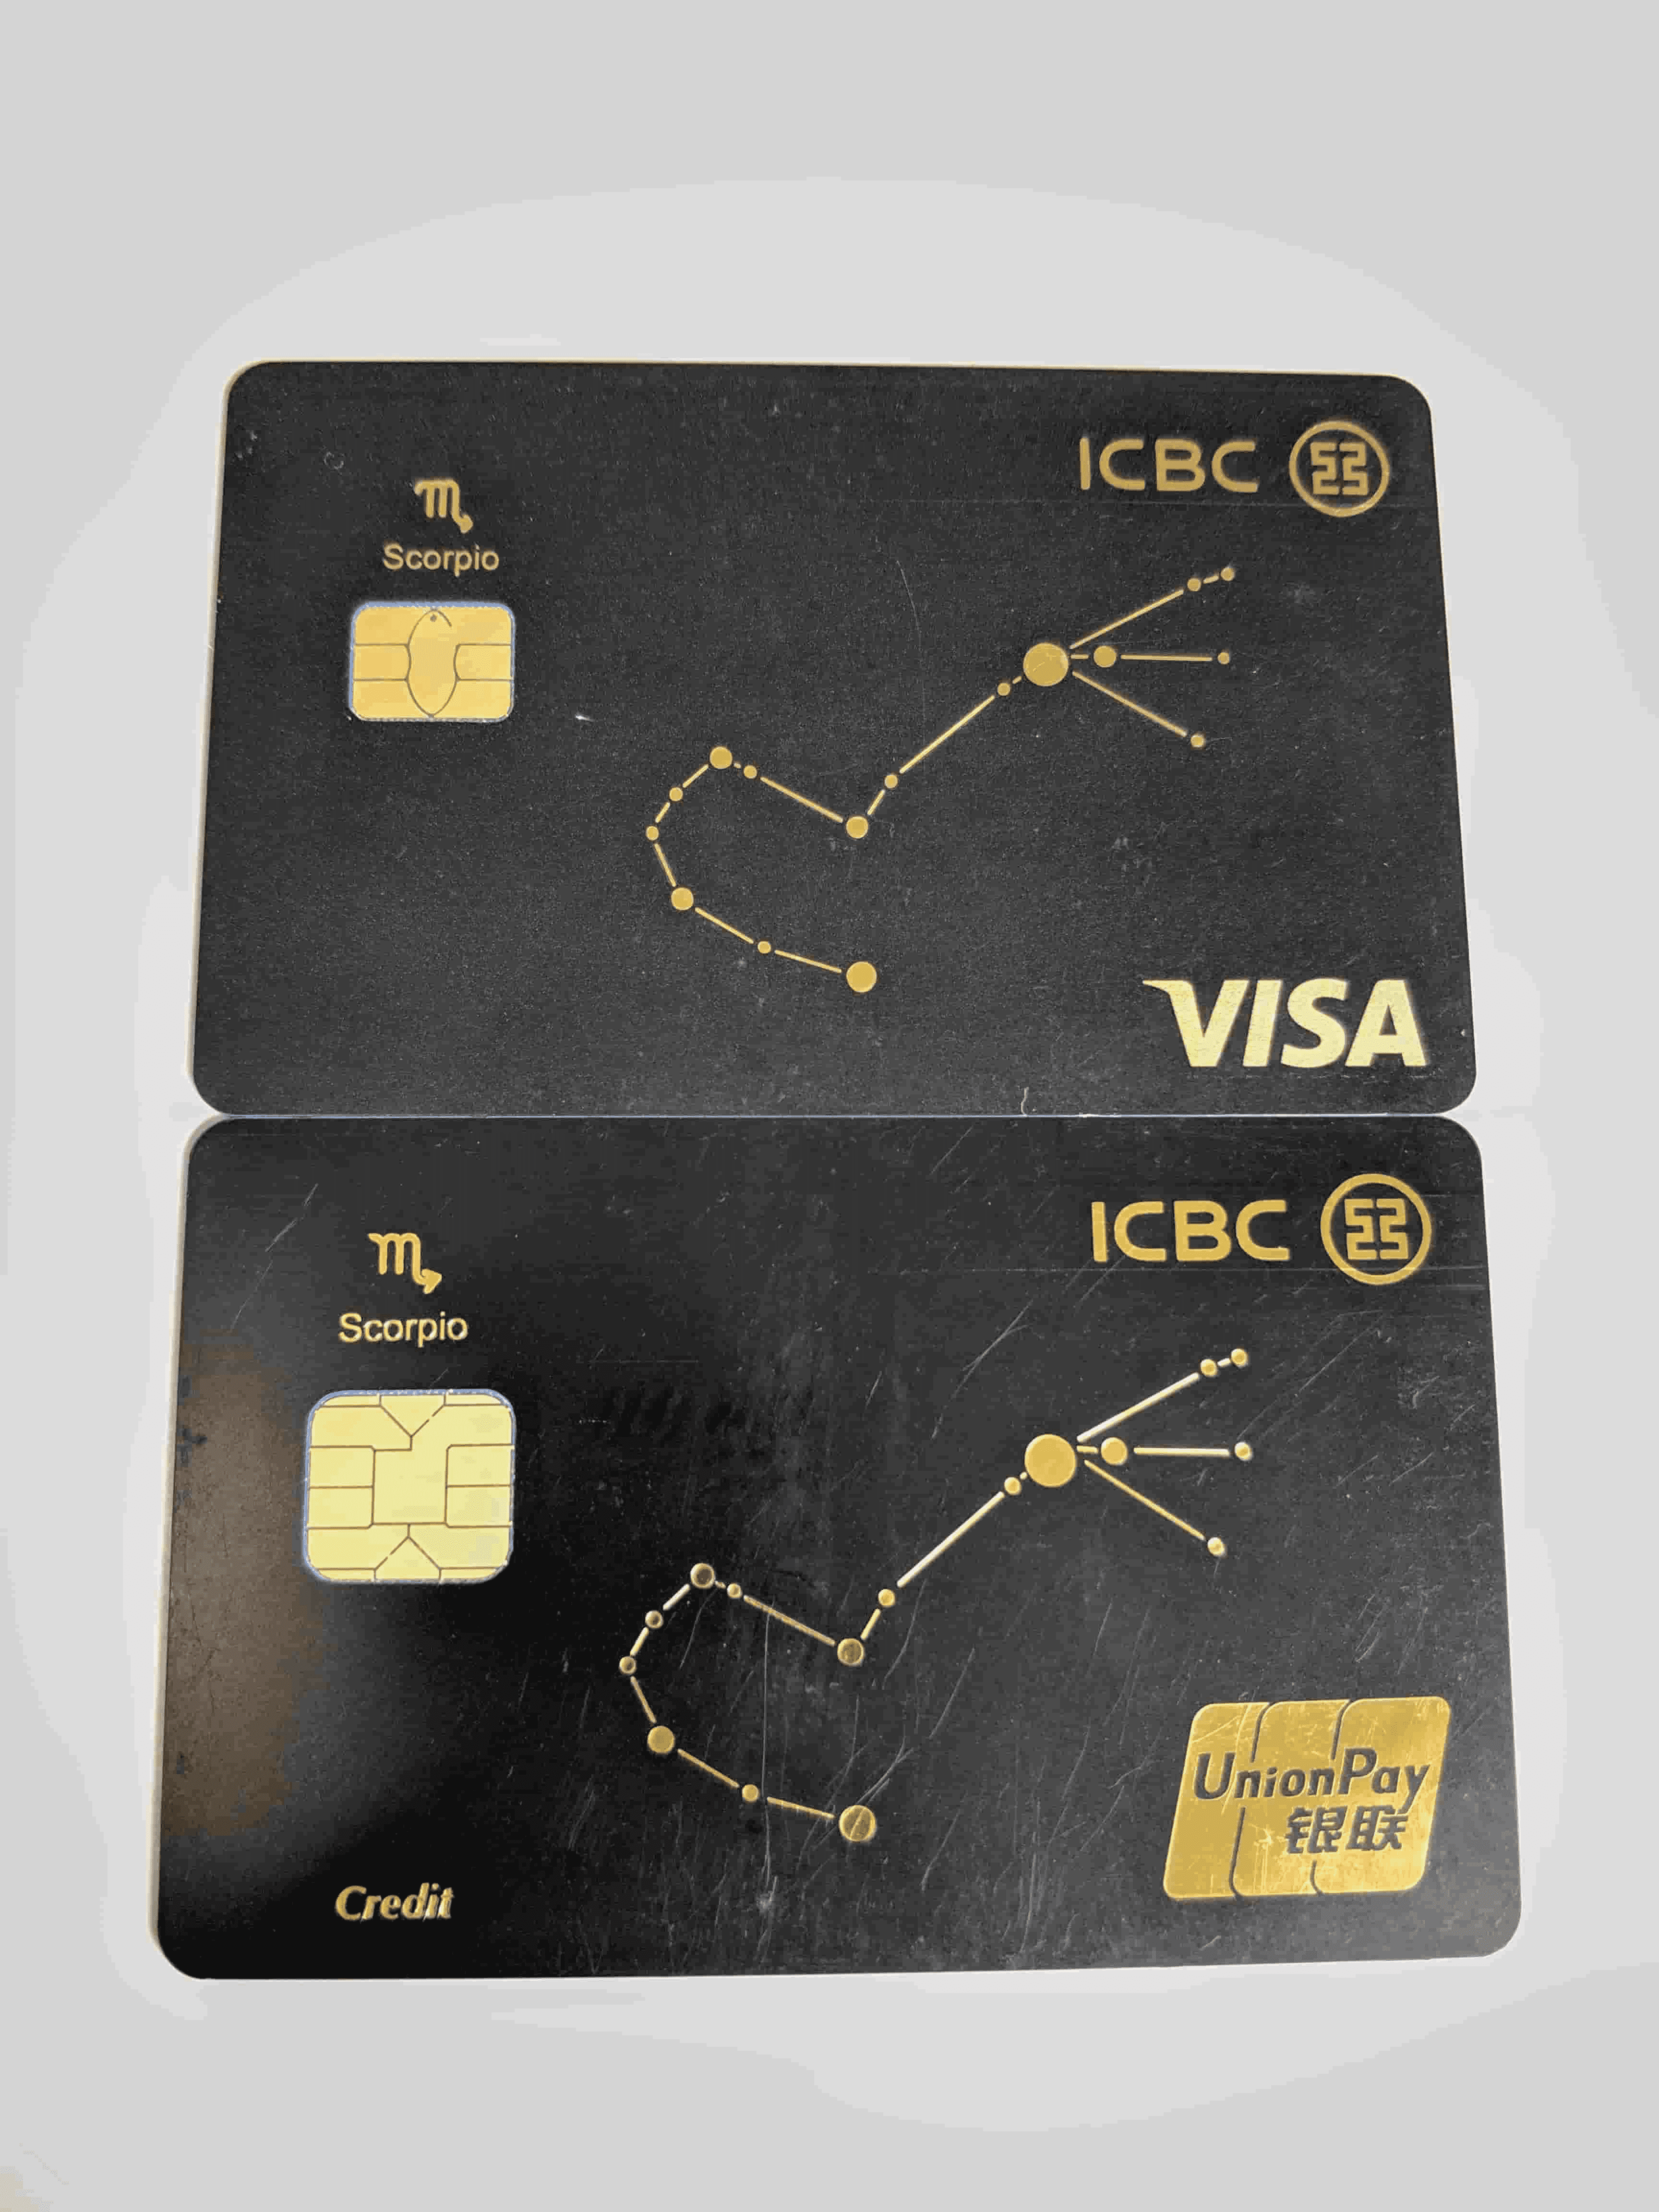 ICBC
Scorpio
VISA
ICBC
Scorpio
UnionPay
银联
Credit